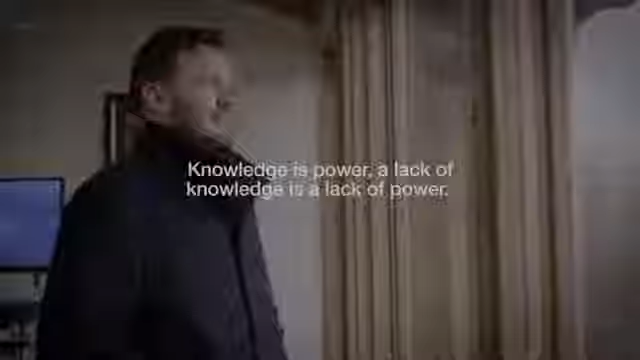 Knowledge is power, a lack of
knowledge is a lack of power.